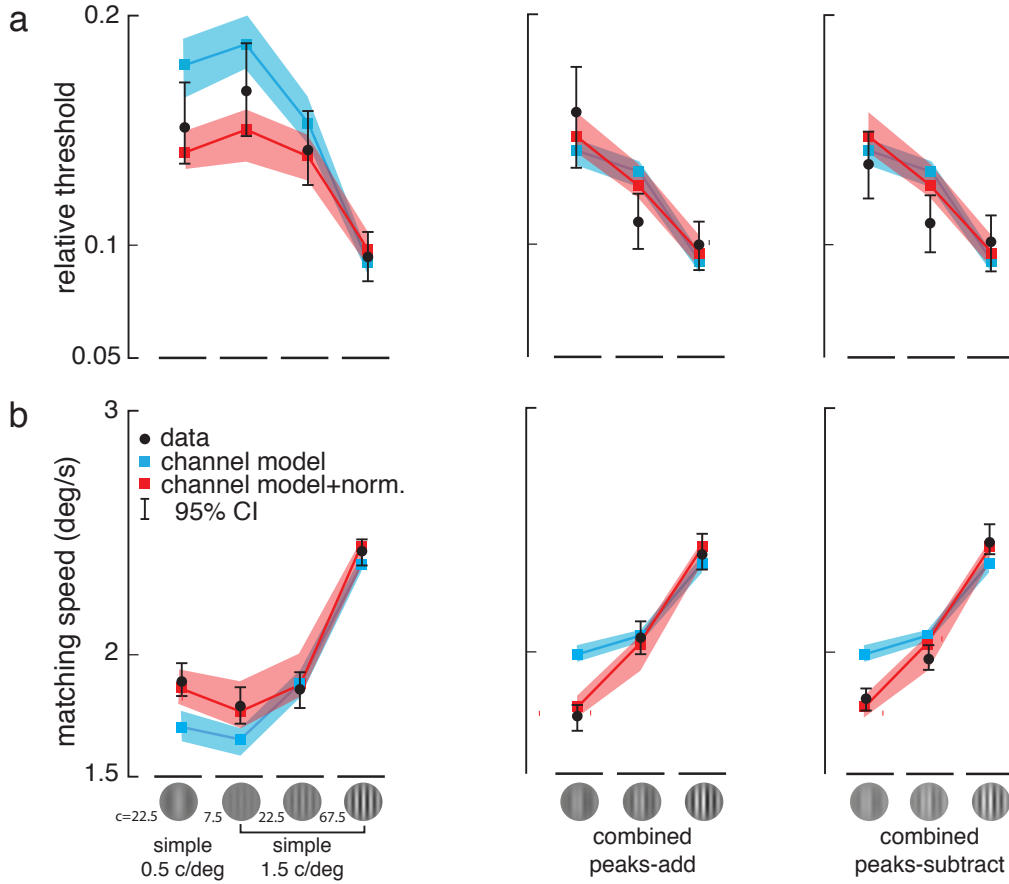 a
0.2
0.1
0.05
relative threshold
b
3
2
1.5
matching speed (deg/s)
data
channel model
channel model+norm.
95% CI
c=22.5
7.5
22.5
67.5
simple
0.5 c/deg
simple
1.5 c/deg
combined
peaks-add
combined
peaks-subtract